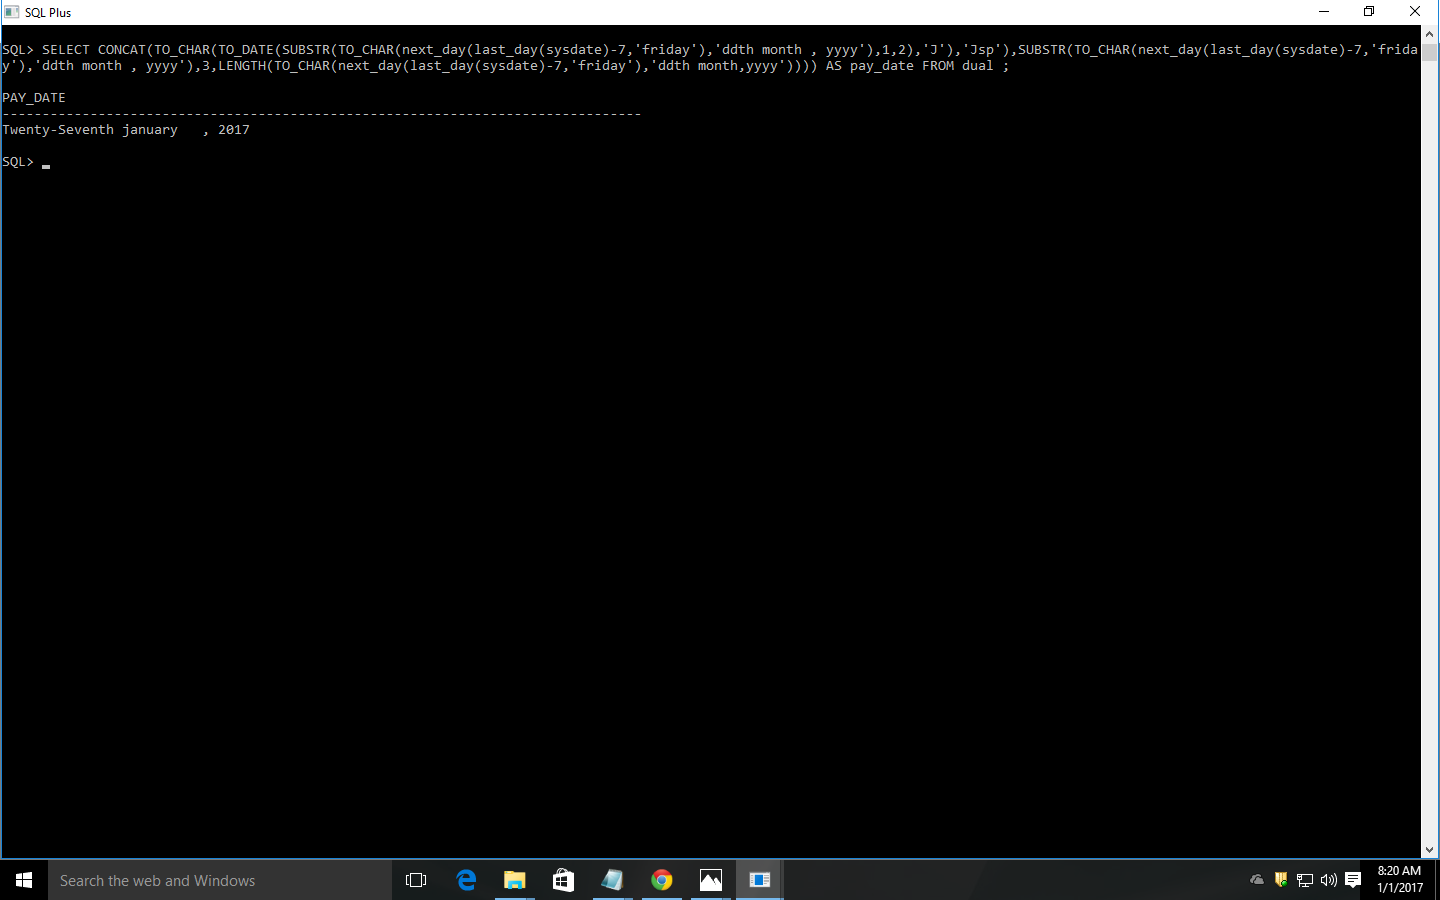 SQL Plus
SQL> SELECT CONCAT(TO_CHAR(TO_DATE(SUBSTR(TO_CHAR(next_day(last_day(sysdate)-7,'friday'),'ddth month , yyyy'),1,2),'J'),'Jsp'),SUBSTR(TO_CHAR(next_day(last_day(sysdate)-7,'frida
y'),'ddth month , yyyy'),3,LENGTH(TO_CHAR(next_day(last_day(sysdate)-7,'friday'),'ddth month,yyyy')))) AS pay_date FROM dual ;
PAY_DATE
--------------------------------------------------------------------------------
Twenty-Seventh january   , 2017
SQL>
Search the web and Windows
8:20 AM
1/1/2017